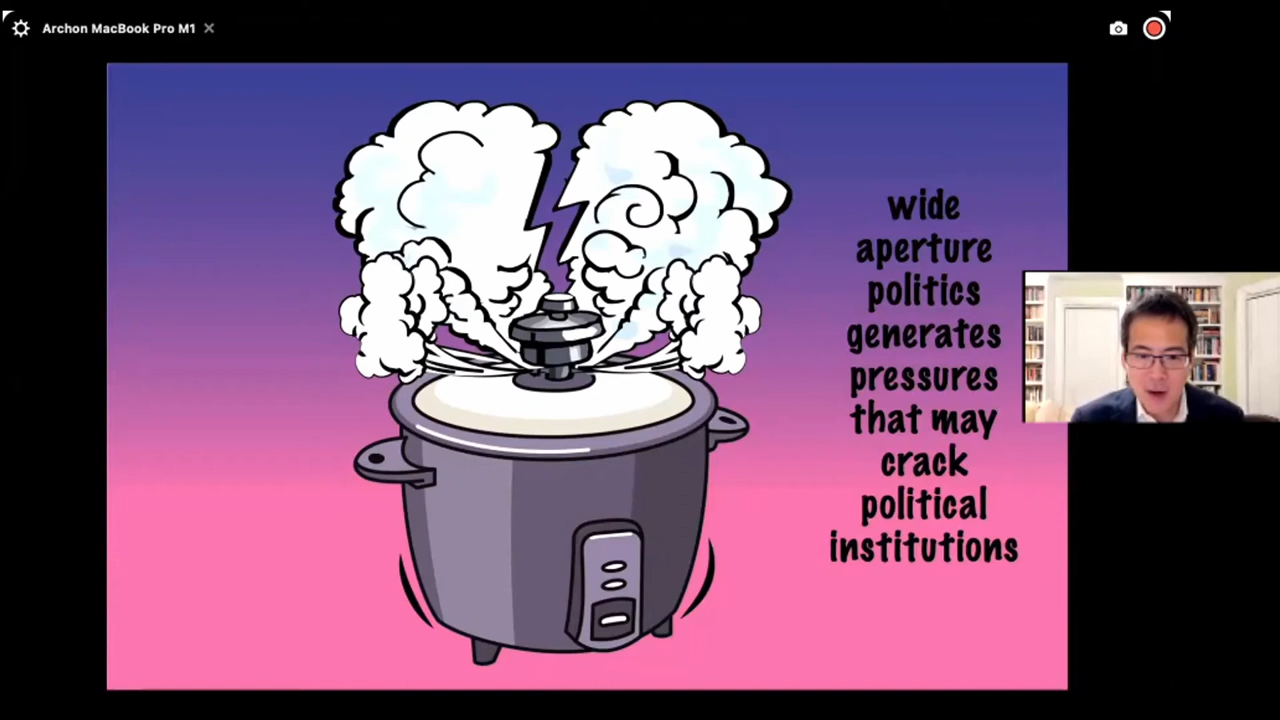 Archon MacBook Pro M1
wide
aperture
politics
generates
pressures
that may
crack
political
institutions